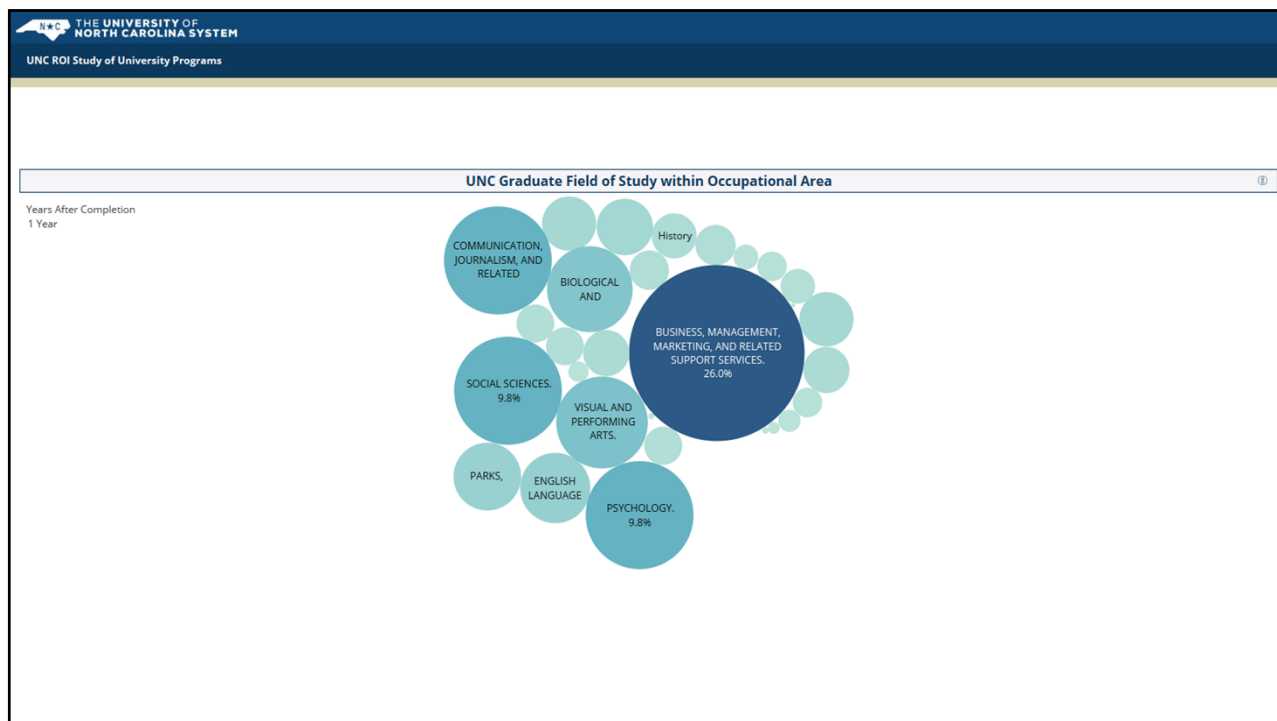 N★C
THE UNIVERSITY OF
NORTH CAROLINA SYSTEM
UNC ROI Study of University Programs
UNC Graduate Field of Study within Occupational Area
Years After Completion
1 Year
COMMUNICATION,
JOURNALISM, AND
RELATED
History
BIOLOGICAL
AND
BUSINESS, MANAGEMENT,
MARKETING, AND RELATED
SUPPORT SERVICES.
26.0%
SOCIAL SCIENCES.
9.8%
VISUAL AND
PERFORMING
ARTS.
PARKS,
ENGLISH
LANGUAGE
PSYCHOLOGY.
9.8%